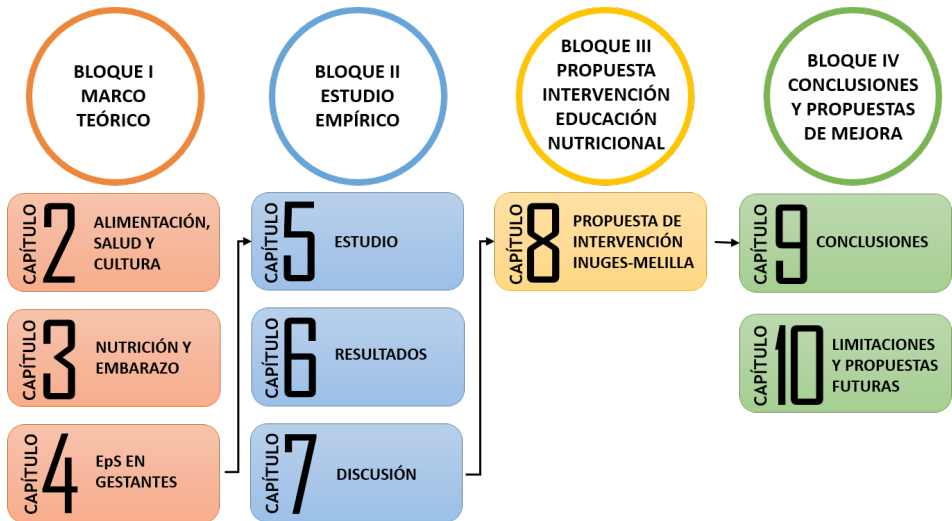 BLOQUE I
MARCO
TEÓRICO
BLOQUE II
ESTUDIO
EMPÍRICO
BLOQUE III
PROPUESTA
INTERVENCIÓN
EDUCACIÓN
NUTRICIONAL
BLOQUE IV
CONCLUSIONES
Y PROPUESTAS
DE MEJORA
CAPÍTULO
2
ALIMENTACIÓN,
SALUD Y
CULTURA
CAPÍTULO
3
NUTRICIÓN Y
EMBARAZO
CAPÍTULO
4
EpS EN
GESTANTES
CAPÍTULO
5
ESTUDIO
CAPÍTULO
6
RESULTADOS
CAPÍTULO
7
DISCUSIÓN
CAPÍTULO
8
PROPUESTA DE
INTERVENCIÓN
INUGES-MELILLA
CAPÍTULO
9
CONCLUSIONES
CAPÍTULO
10
LIMITACIONES
Y PROPUESTAS
FUTURAS